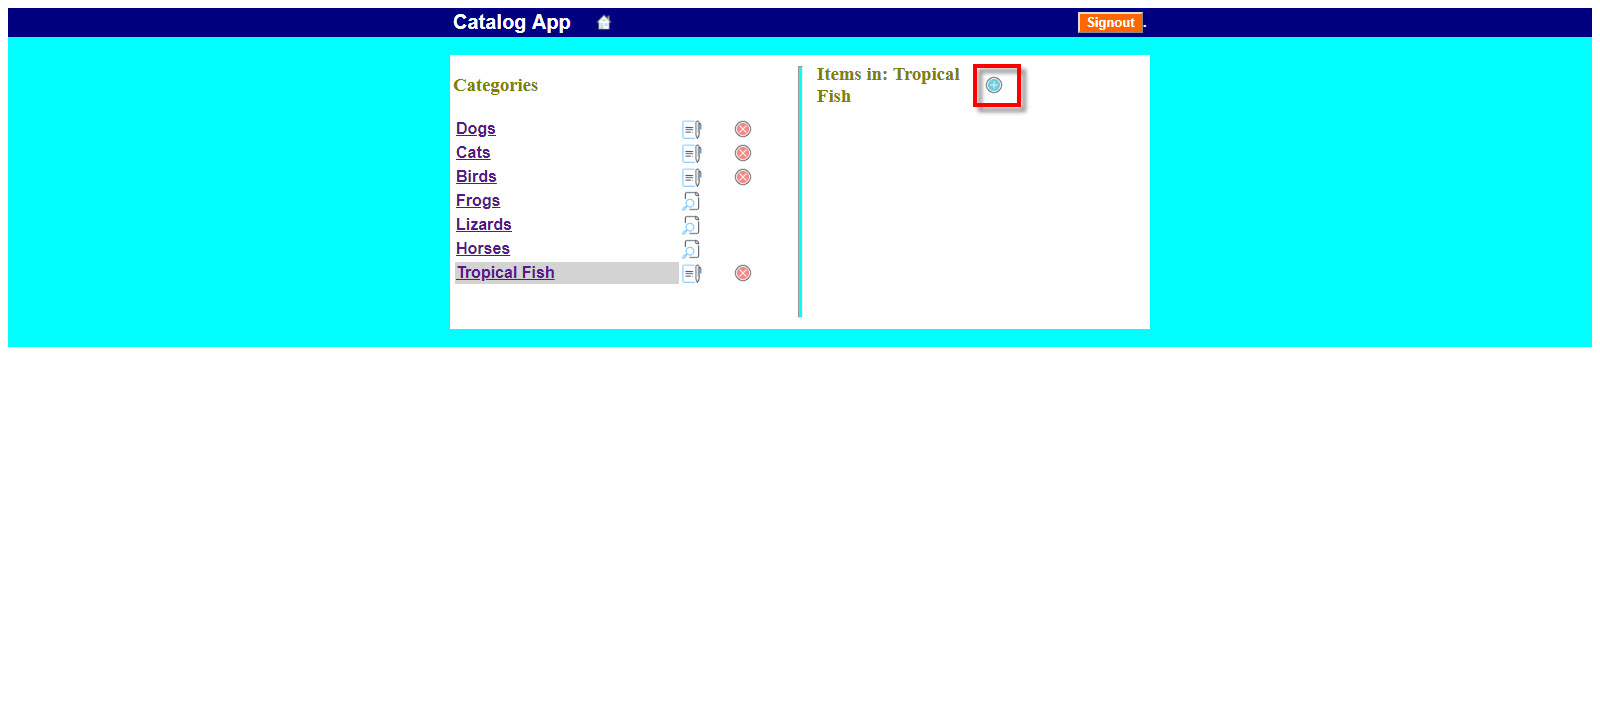 Catalog App
Signout.
Categories
Dogs
Cats
Birds
Frogs
Lizards
Horses
Tropical Fish
Items in: Tropical
Fish